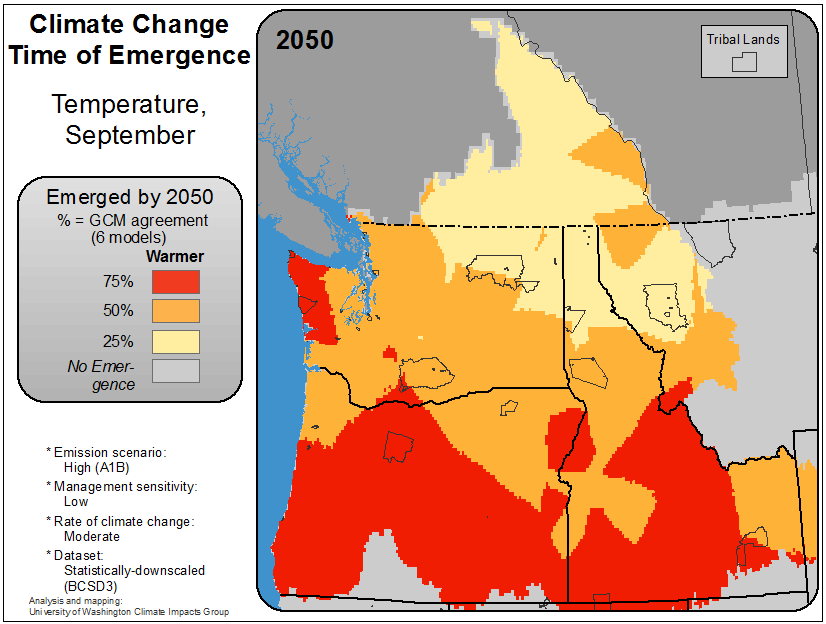 Climate Change
Time of Emergence
Temperature,
September
Emerged by 2050
% = GCM agreement
(6 models)
Warmer
75%
50%
25%
No Emer-
gence
* Emission scenario:
High (A1B)
* Management sensitivity:
Low
* Rate of climate change:
Moderate
* Dataset:
Statistically-downscaled
(BCSD3)
Analysis and mapping:
University of Washington Climate Impacts Group
2050
Tribal Lands